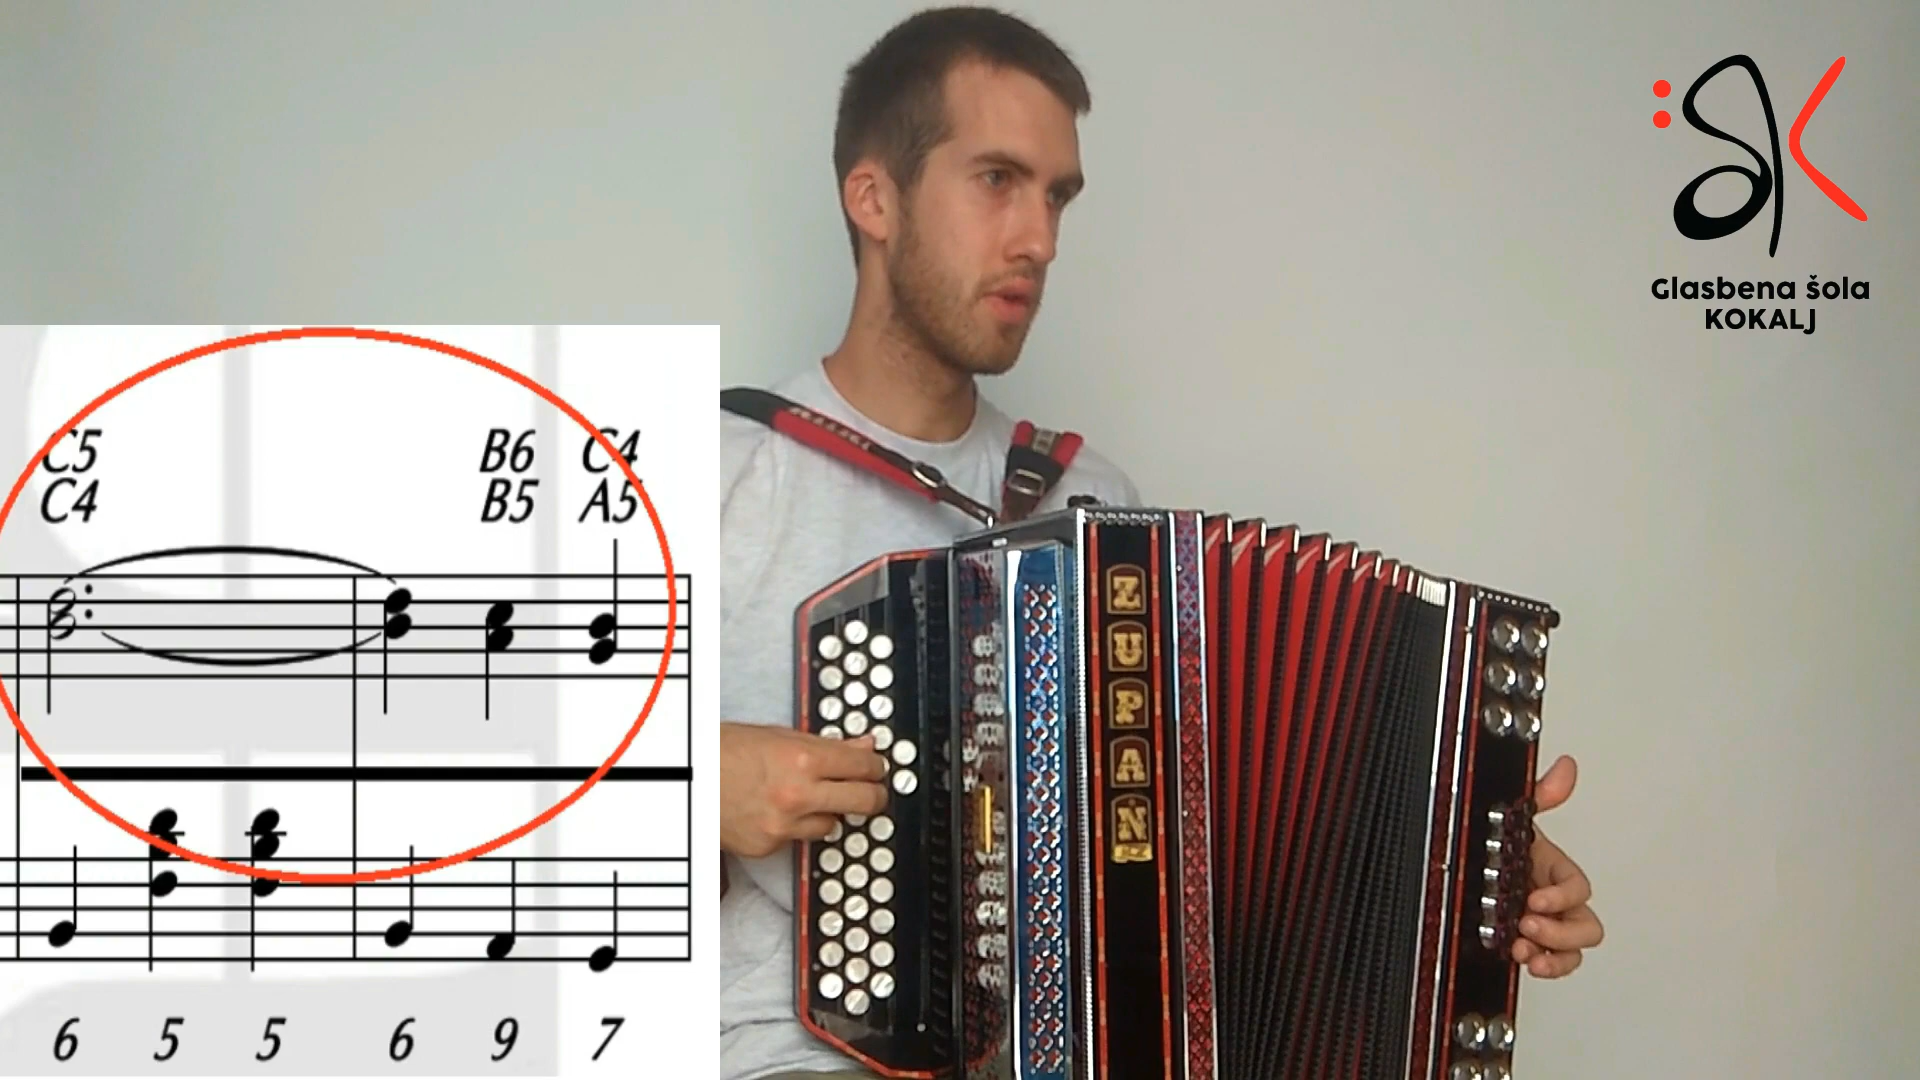 Glasbena šola
KOKALJ
C5 B6 C4
C4 B5 A5
6 5 5 6 9 7
ZUPAN